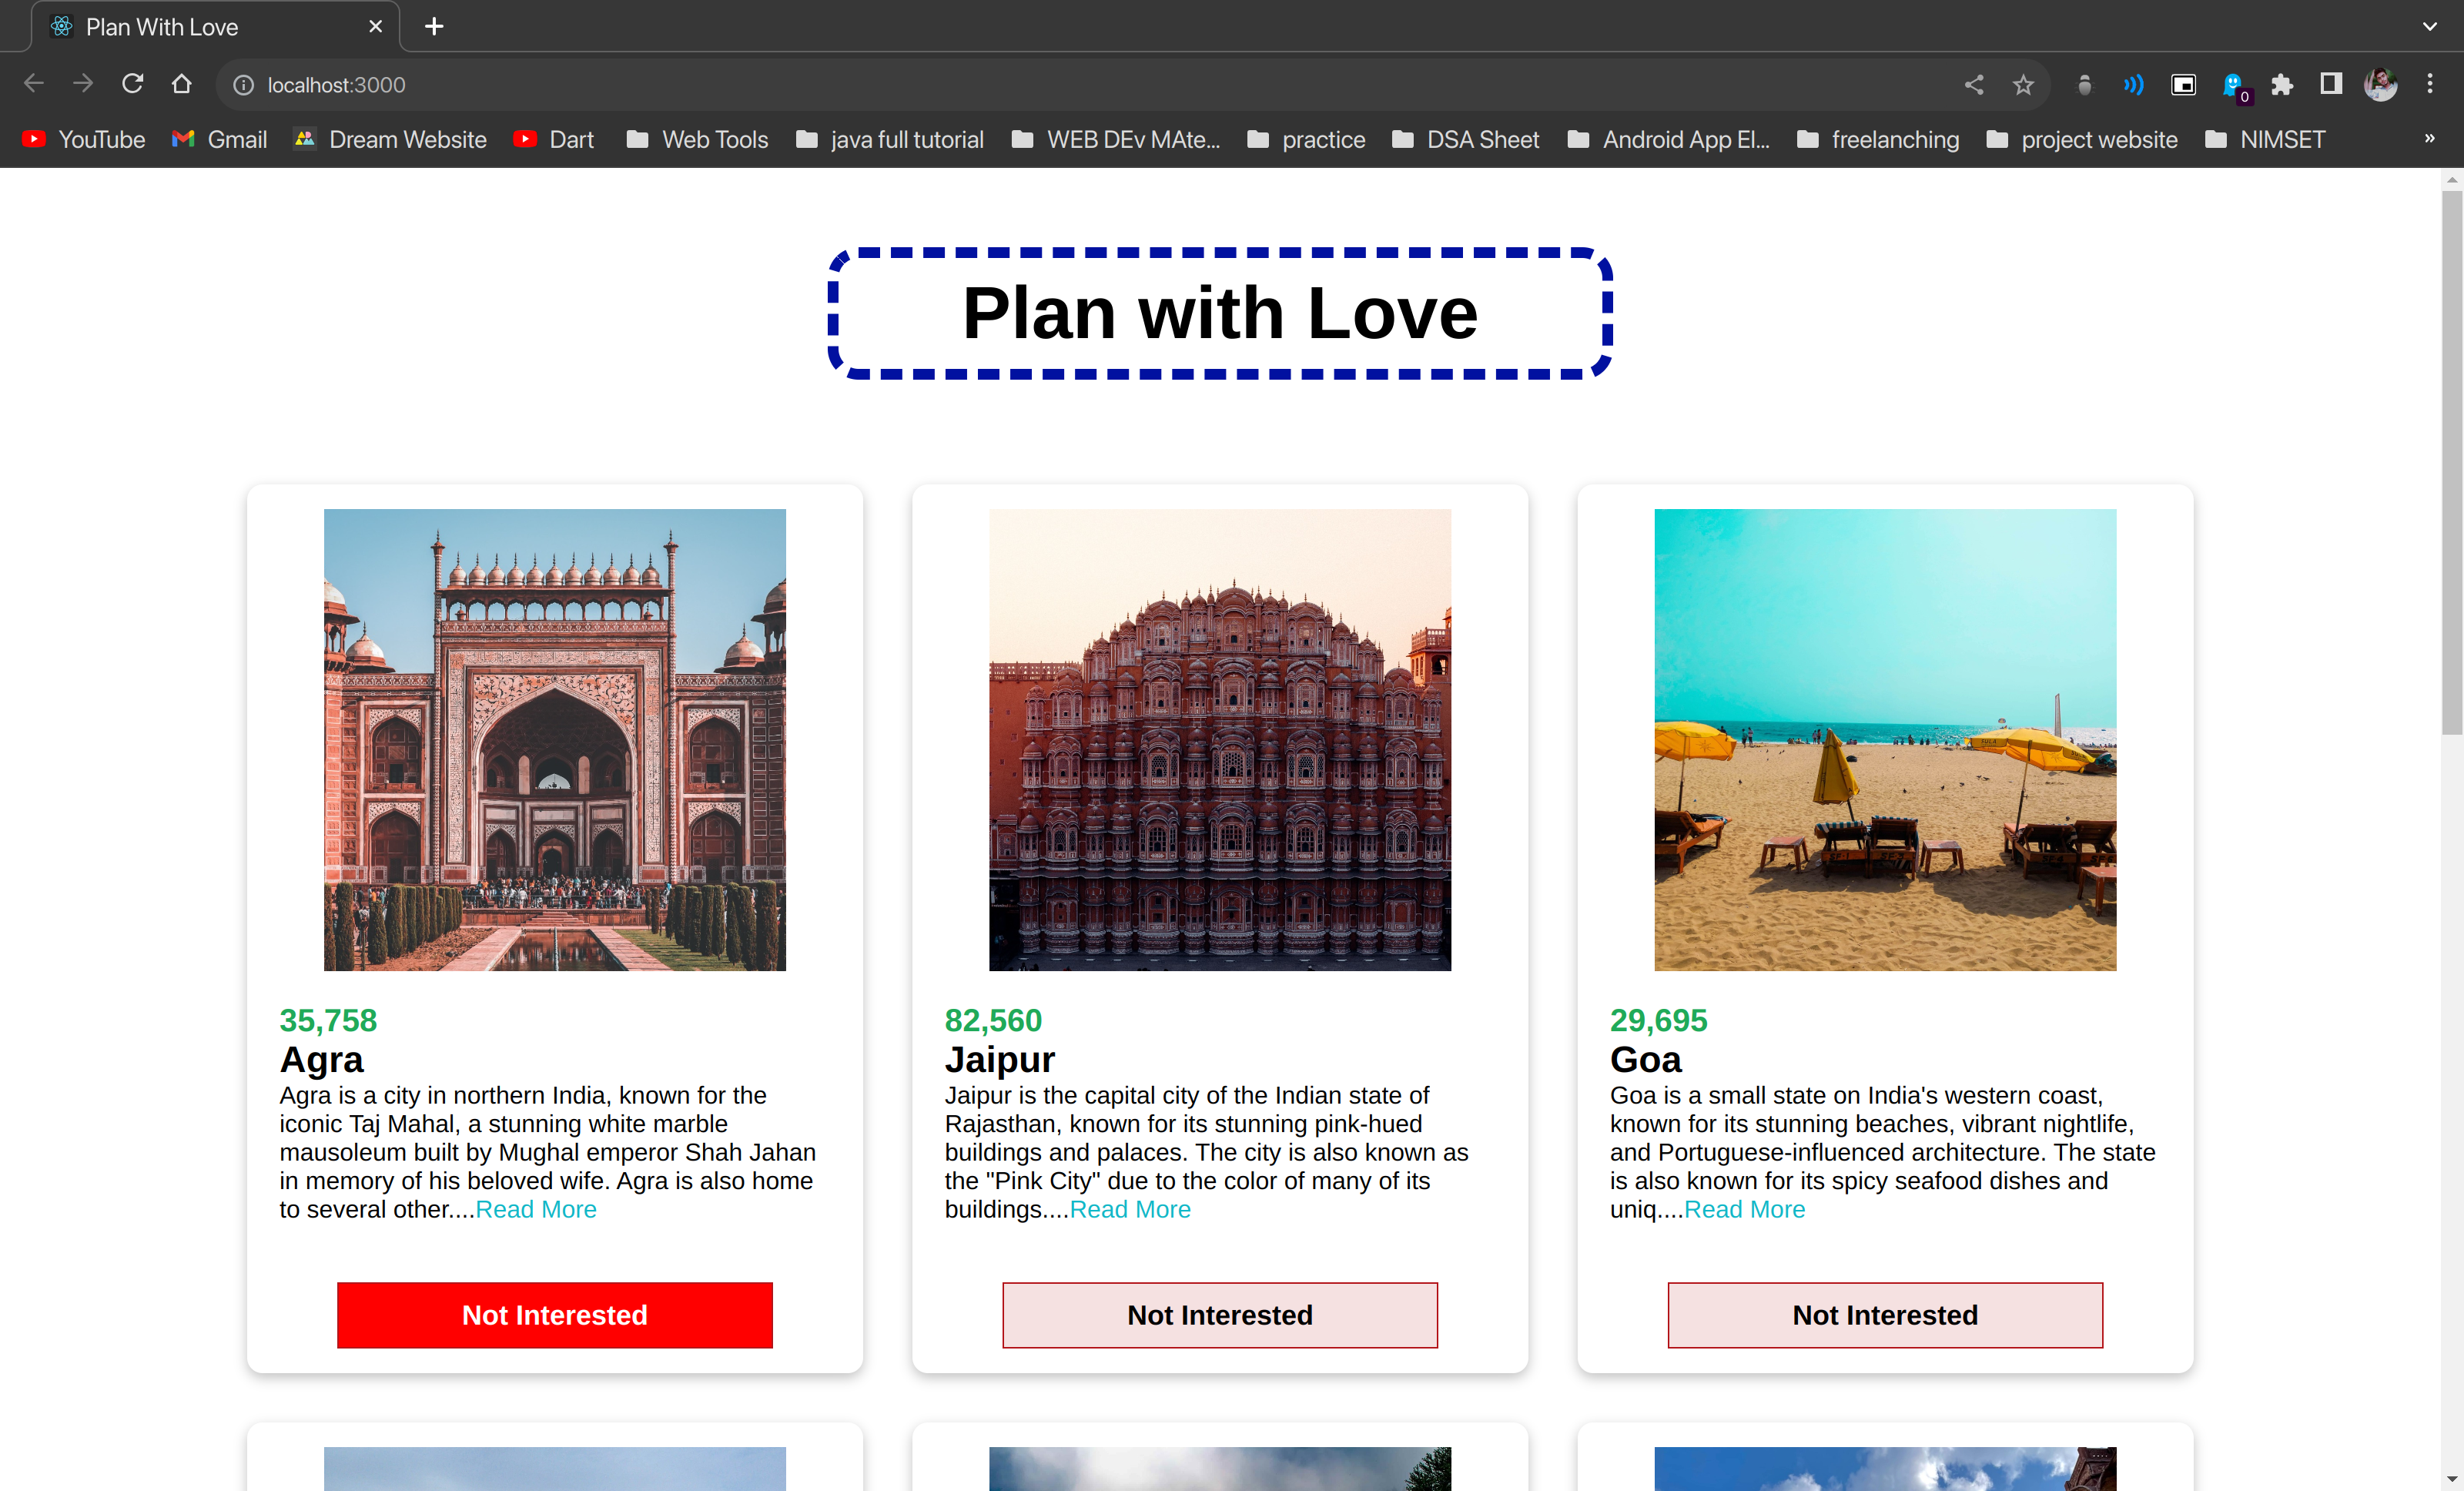 Plan With Love
localhost:3000
0
YouTube Gmail Dream Website Dart Web Tools java full tutorial WEB DEv MAte... practice DSA Sheet Android App El... freelanching project website NIMSET »
Plan with Love
35,758
Agra
Agra is a city in northern India, known for the
iconic Taj Mahal, a stunning white marble
mausoleum built by Mughal emperor Shah Jahan
in memory of his beloved wife. Agra is also home
to several other....Read More
Not Interested
82,560
Jaipur
Jaipur is the capital city of the Indian state of
Rajasthan, known for its stunning pink-hued
buildings and palaces. The city is also known as
the "Pink City" due to the color of many of its
buildings....Read More
Not Interested
29,695
Goa
Goa is a small state on India's western coast,
known for its stunning beaches, vibrant nightlife,
and Portuguese-influenced architecture. The state
is also known for its spicy seafood dishes and
uniq....Read More
Not Interested